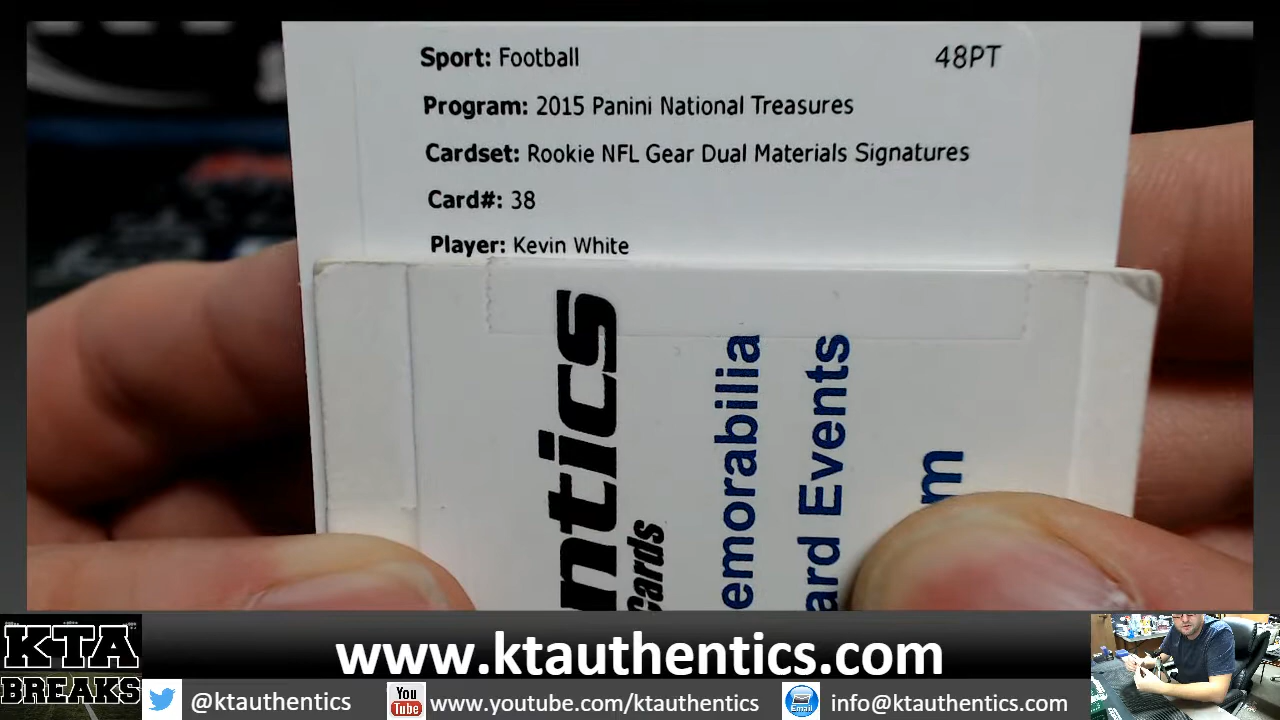 Sport: Football 48PT
Program: 2015 Panini National Treasures
Cardset: Rookie NFL Gear Dual Materials Signatures
Card#: 38
Player: Kevin White
ntics
Cards
emorabilia
ard Events
m
KTA
BREAKS
www.ktauthentics.com
@ktauthentics
You
Tube
www.youtube.com/ktauthentics
Email
info@ktauthentics.com